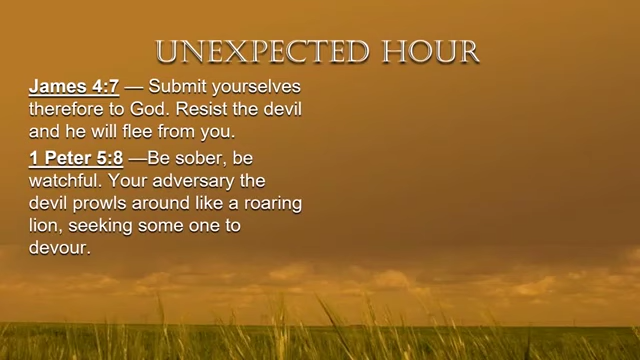 UNEXPECTED HOUR
James 4:7 — Submit yourselves
therefore to God. Resist the devil
and he will flee from you.
1 Peter 5:8 —Be sober, be
watchful. Your adversary the
devil prowls around like a roaring
lion, seeking some one to
devour.